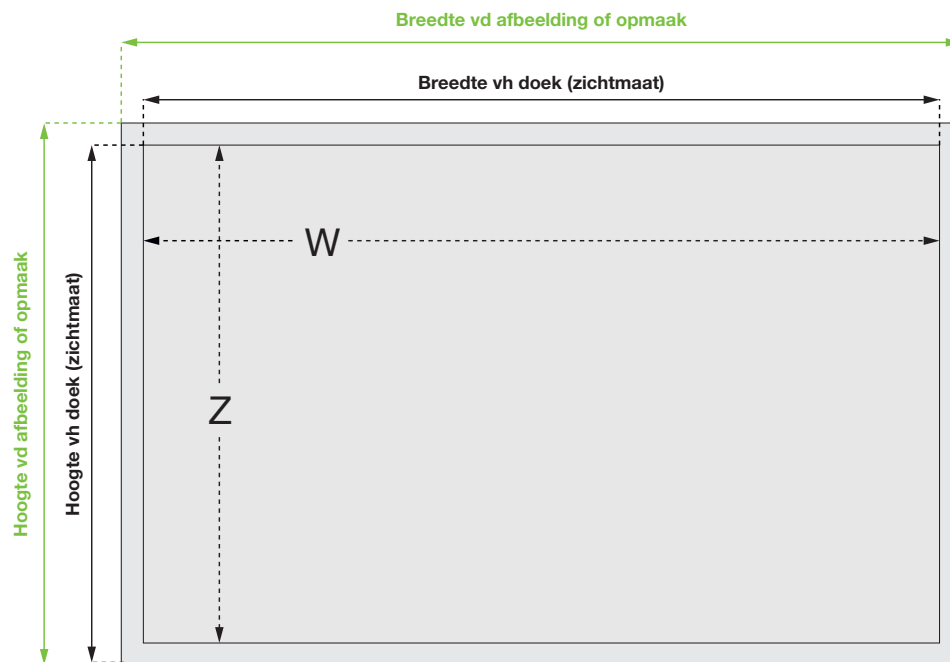 Breedte vd afbeelding of opmaak
Breedte vh doek (zichtmaat)
Hoogte vd afbeelding of opmaak
Hoogte vh doek (zichtmaat)
W
Z